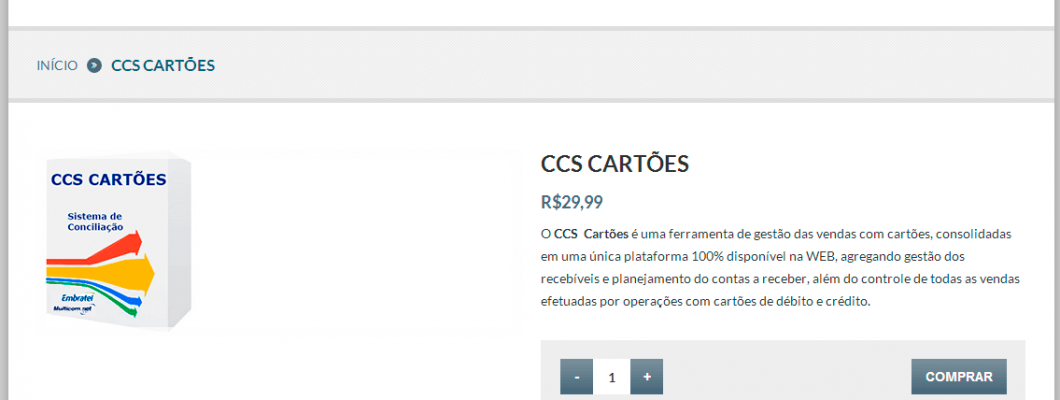 INÍCIO CCS CARTÕES
CCS CARTÕES
Sistema de
Conciliação
Embratel
Multicom.net
CCS CARTÕES
R$29,99
O CCS Cartões é uma ferramenta de gestão das vendas com cartões, consolidadas
em uma única plataforma 100% disponível na WEB, agregando gestão dos
recebíveis e planejamento do contas a receber, além do controle de todas as vendas
efetuadas por operações com cartões de débito e crédito.
- 1 + COMPRAR